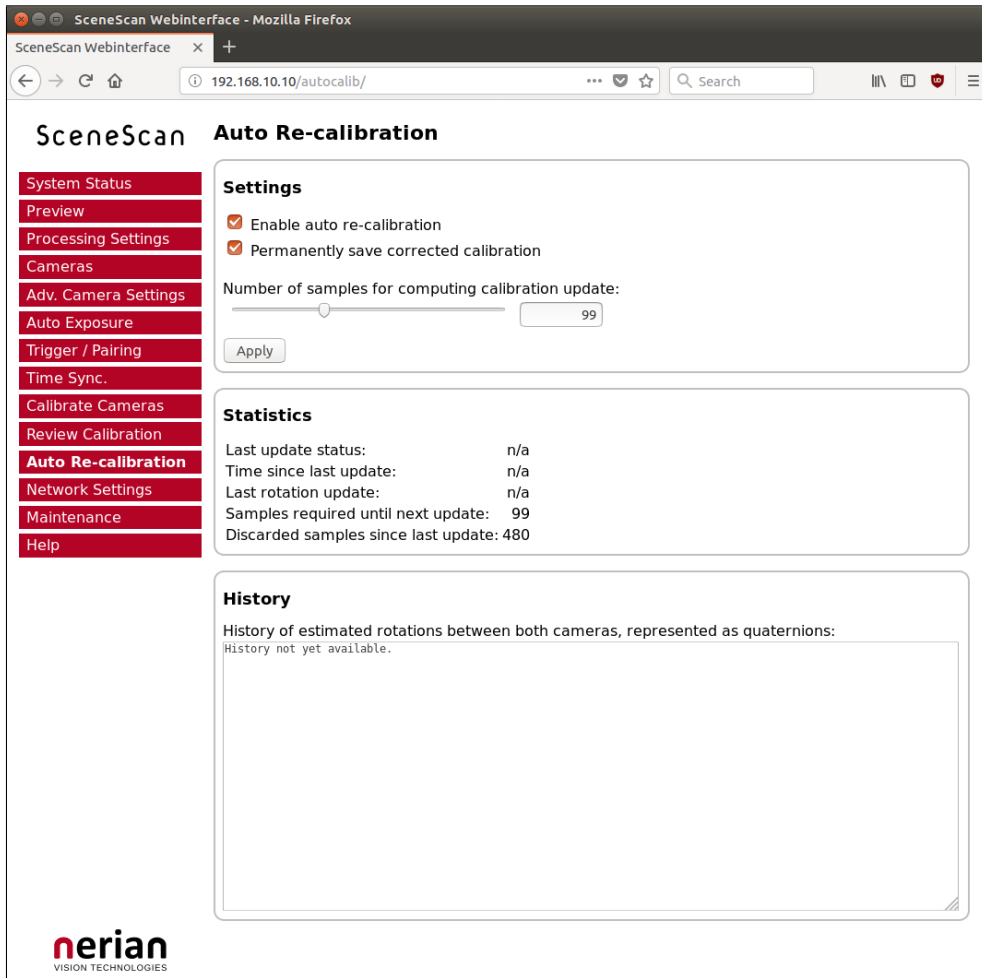 SceneScan Webinterface - Mozilla Firefox
SceneScan Webinterface
192.168.10.10/autocalib/
Search
SceneScan
System Status
Preview
Processing Settings
Cameras
Adv. Camera Settings
Auto Exposure
Trigger / Pairing
Time Sync.
Calibrate Cameras
Review Calibration
Auto Re-calibration
Network Settings
Maintenance
Help
Auto Re-calibration
Settings
Enable auto re-calibration
Permanently save corrected calibration
Number of samples for computing calibration update:
99
Apply
Statistics
Last update status: n/a
Time since last update: n/a
Last rotation update: n/a
Samples required until next update: 99
Discarded samples since last update: 480
History
History of estimated rotations between both cameras, represented as quaternions:
History not yet available.
nerian
VISION TECHNOLOGIES